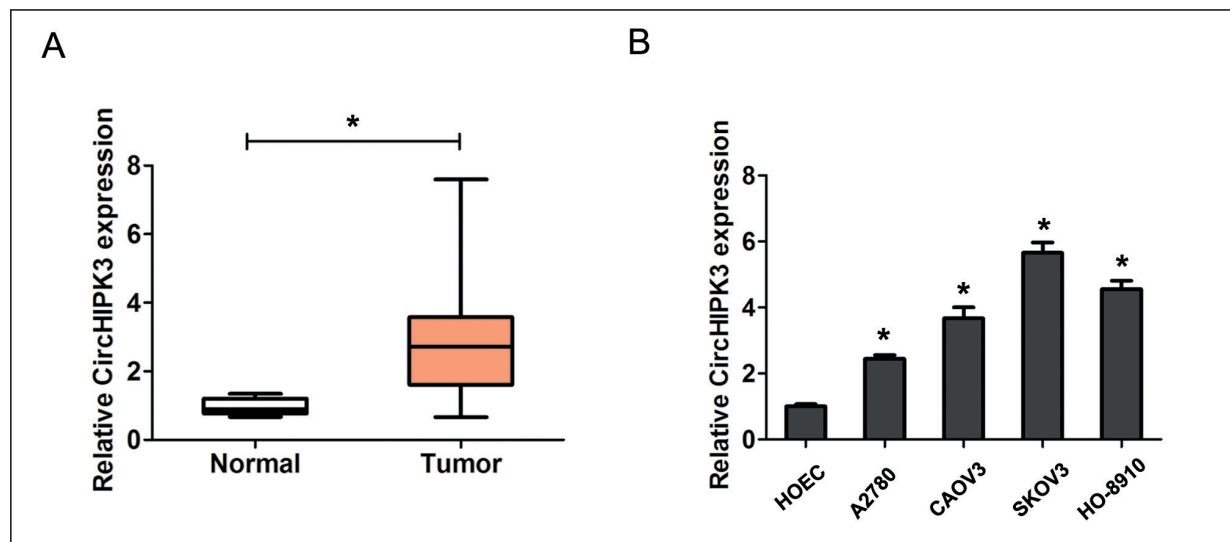 A
Relative CircHIPK3 expression
8
6
4
2
0
*
Normal
Tumor
B
Relative CircHIPK3 expression
8
6
4
2
0
*
*
*
*
HOEC
A2780
CAOV3
SKOV3
HO-8910